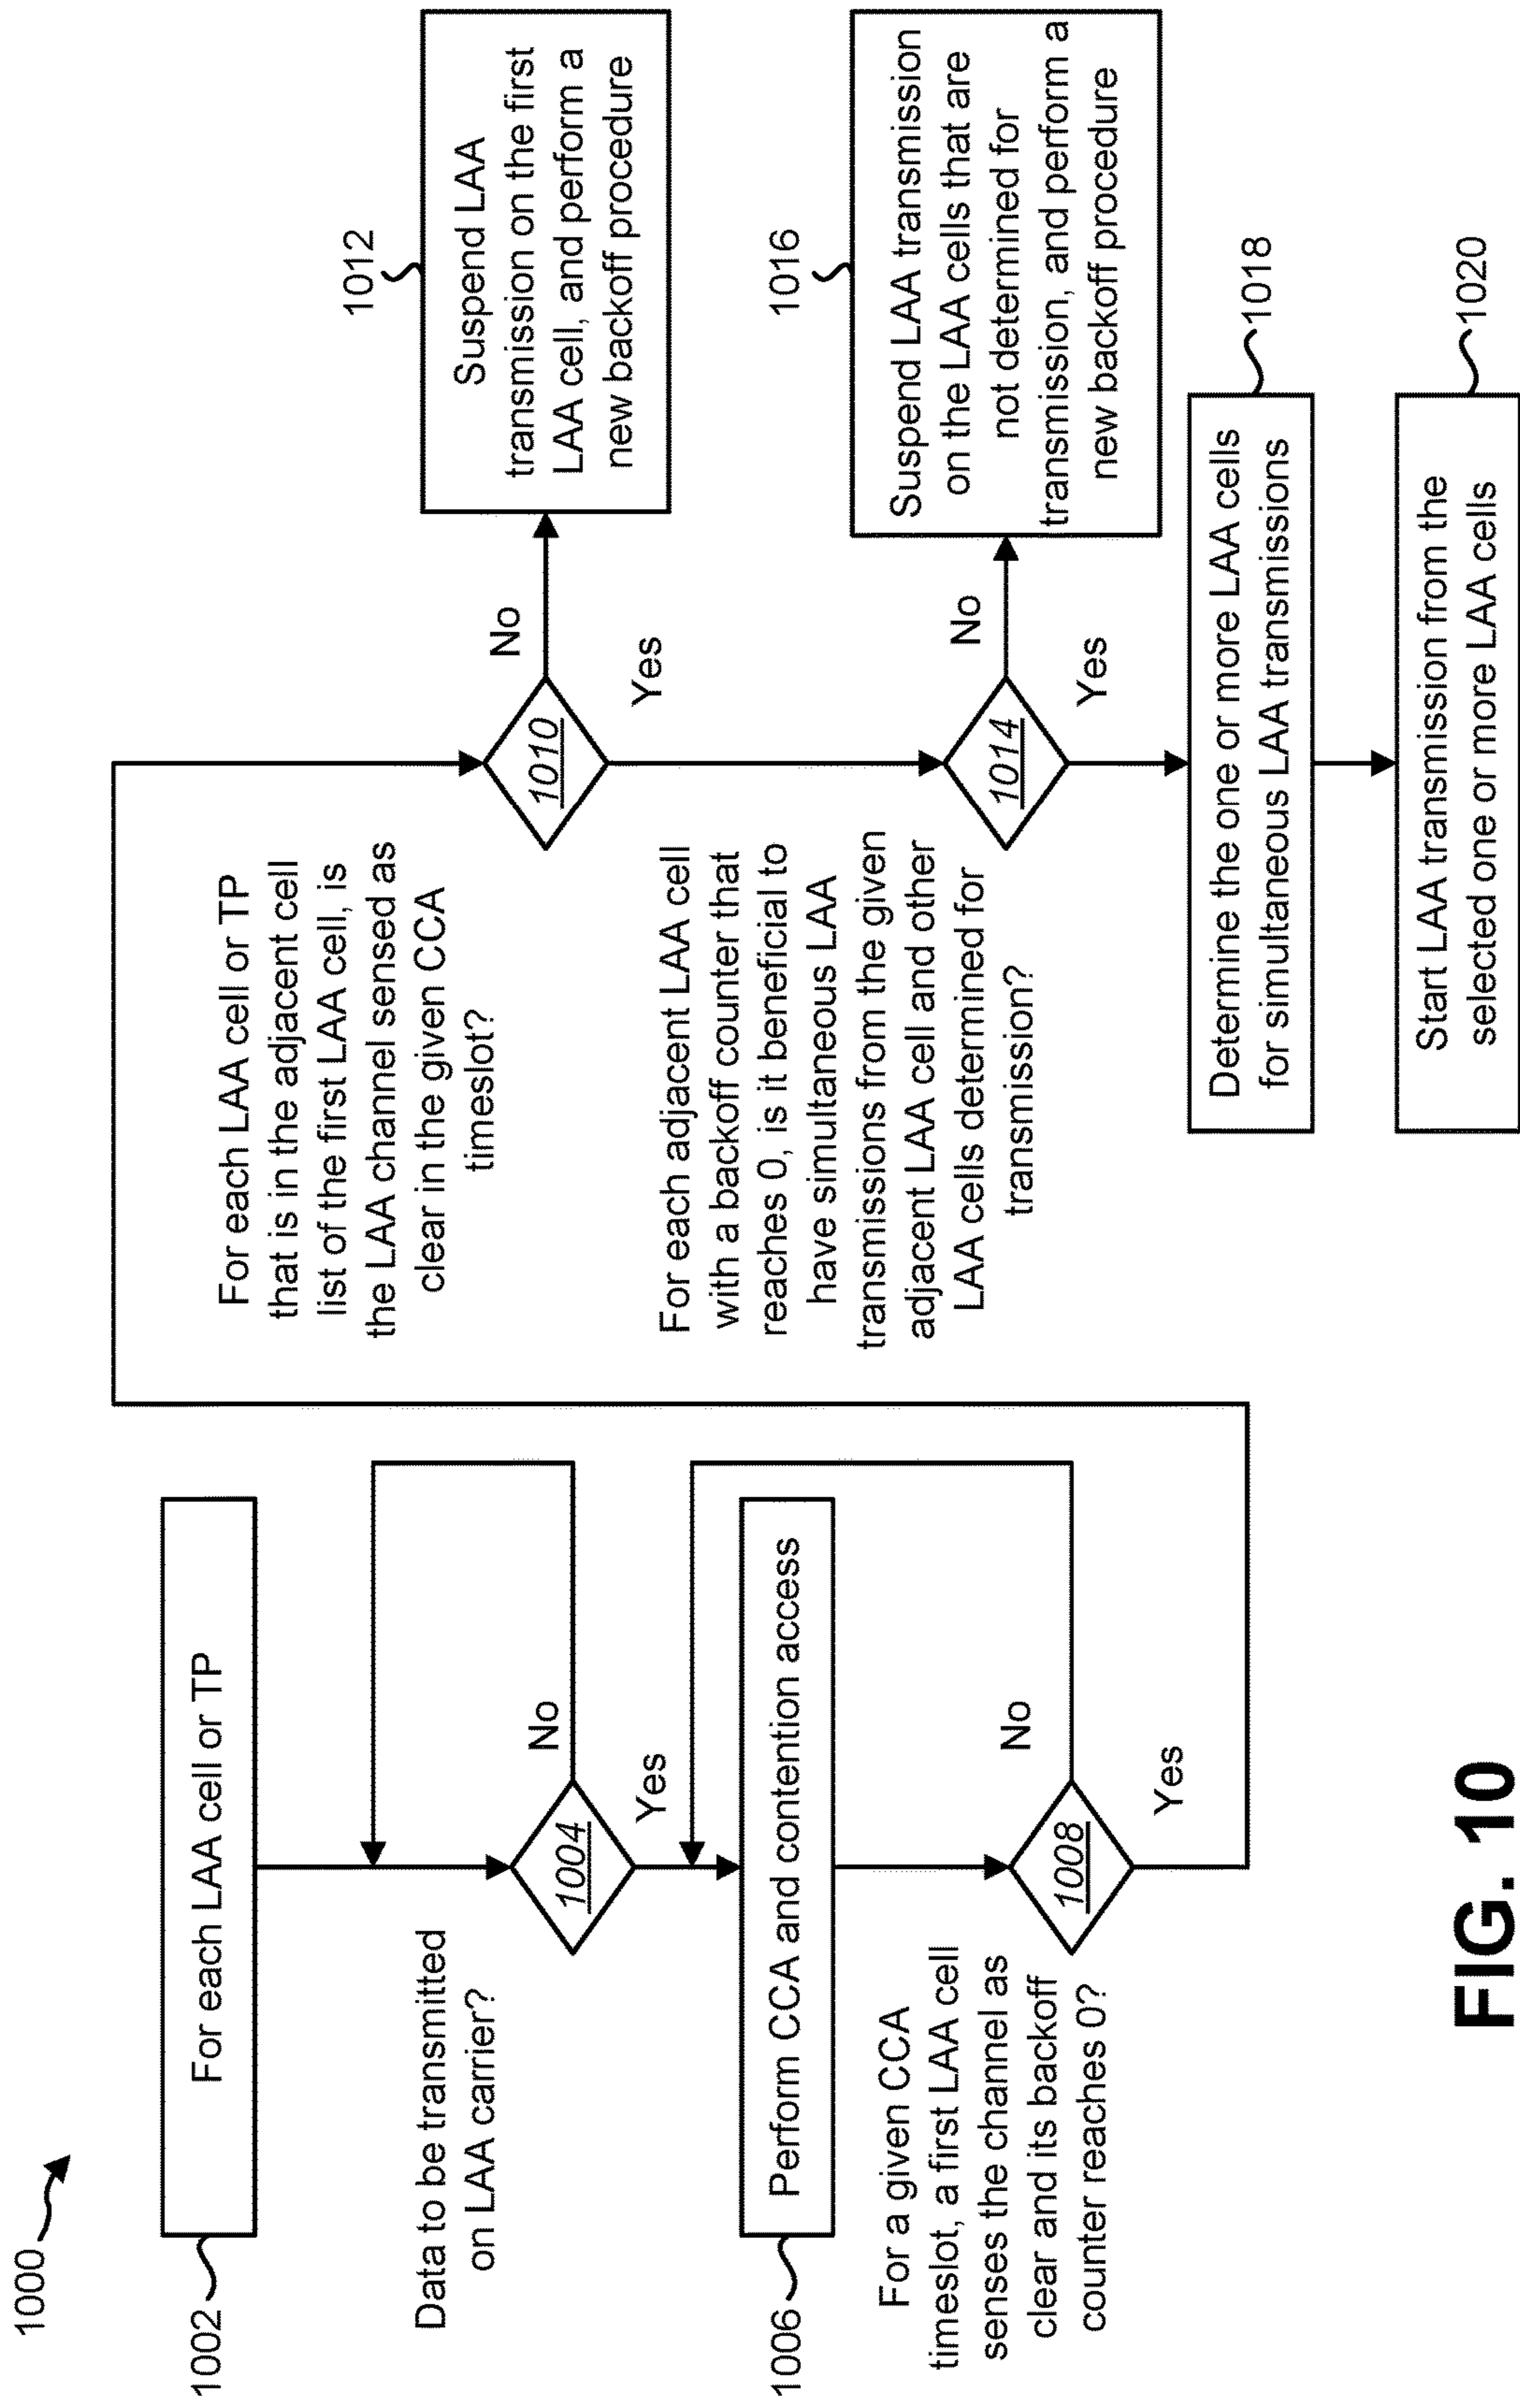 1000
1002
For each LAA cell or TP
Data to be transmitted
on LAA carrier?
1004
No
Yes
1006
Perform CCA and contention access
For a given CCA
timeslot, a first LAA cell
senses the channel as
clear and its backoff
counter reaches 0?
1008
No
Yes
For each LAA cell or TP
that is in the adjacent cell
list of the first LAA cell, is
the LAA channel sensed as
clear in the given CCA
timeslot?
1010
No
Yes
1012
Suspend LAA
transmission on the first
LAA cell, and perform a
new backoff procedure
For each adjacent LAA cell
with a backoff counter that
reaches 0, is it beneficial to
have simultaneous LAA
transmissions from the given
adjacent LAA cell and other
LAA cells determined for
transmission?
1014
No
Yes
1016
Suspend LAA transmission
on the LAA cells that are
not determined for
transmission, and perform a
new backoff procedure
Determine the one or more LAA cells
for simultaneous LAA transmissions
1018
Start LAA transmission from the
selected one or more LAA cells
1020
FIG. 10